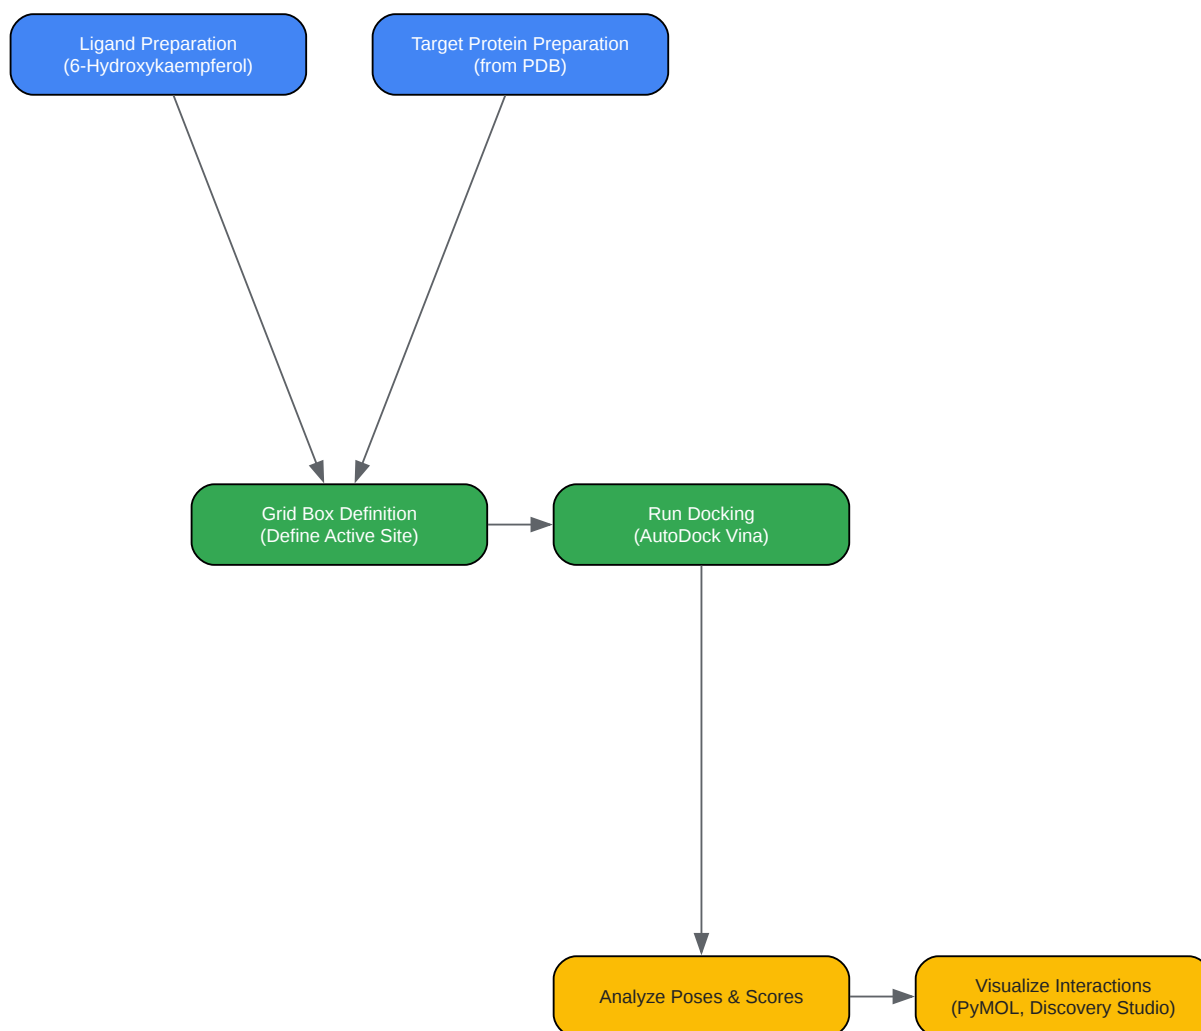 Ligand Preparation
(6-Hydroxykaempferol)
Target Protein Preparation
(from PDB)
Grid Box Definition
(Define Active Site)
Run Docking
(AutoDock Vina)
Analyze Poses & Scores
Visualize Interactions
(PyMOL, Discovery Studio)